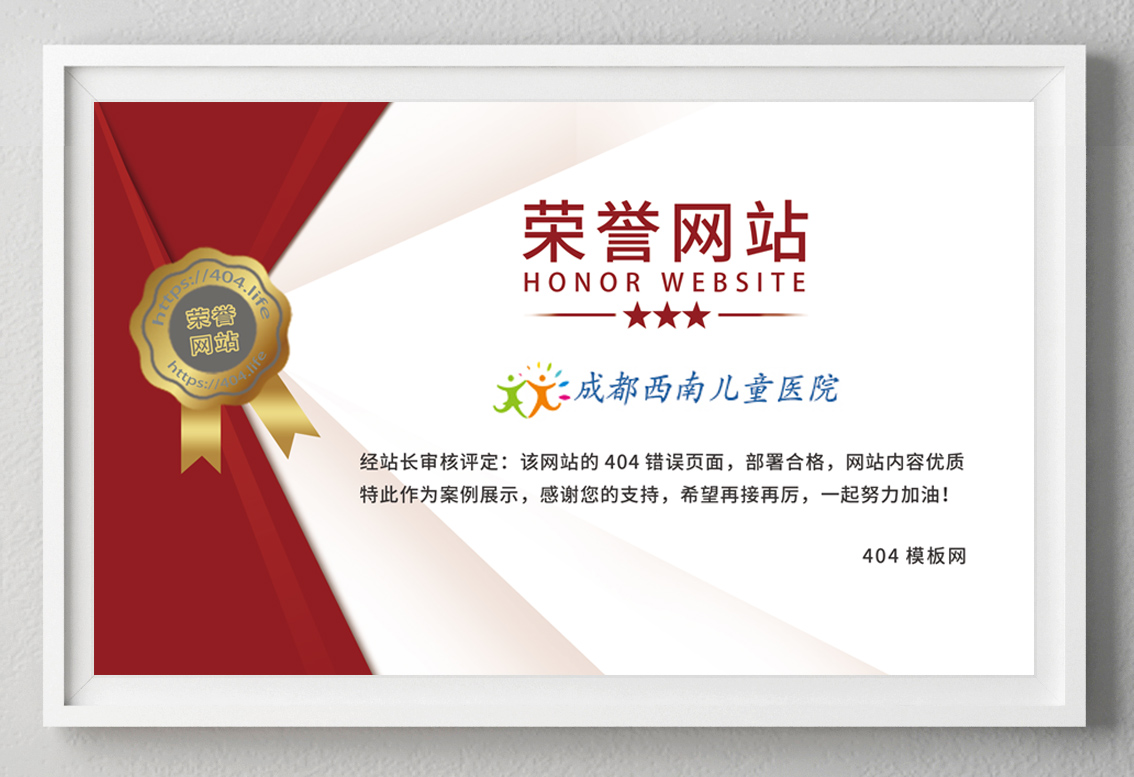 荣誉网站
HONOR WEBSITE
成都西南儿童医院
https://404.life
荣誉
网站
https://404.life
经站长审核评定：该网站的 404 错误页面，部署合格，网站内容优质
特此作为案例展示，感谢您的支持，希望再接再厉，一起努力加油！
404 模板网